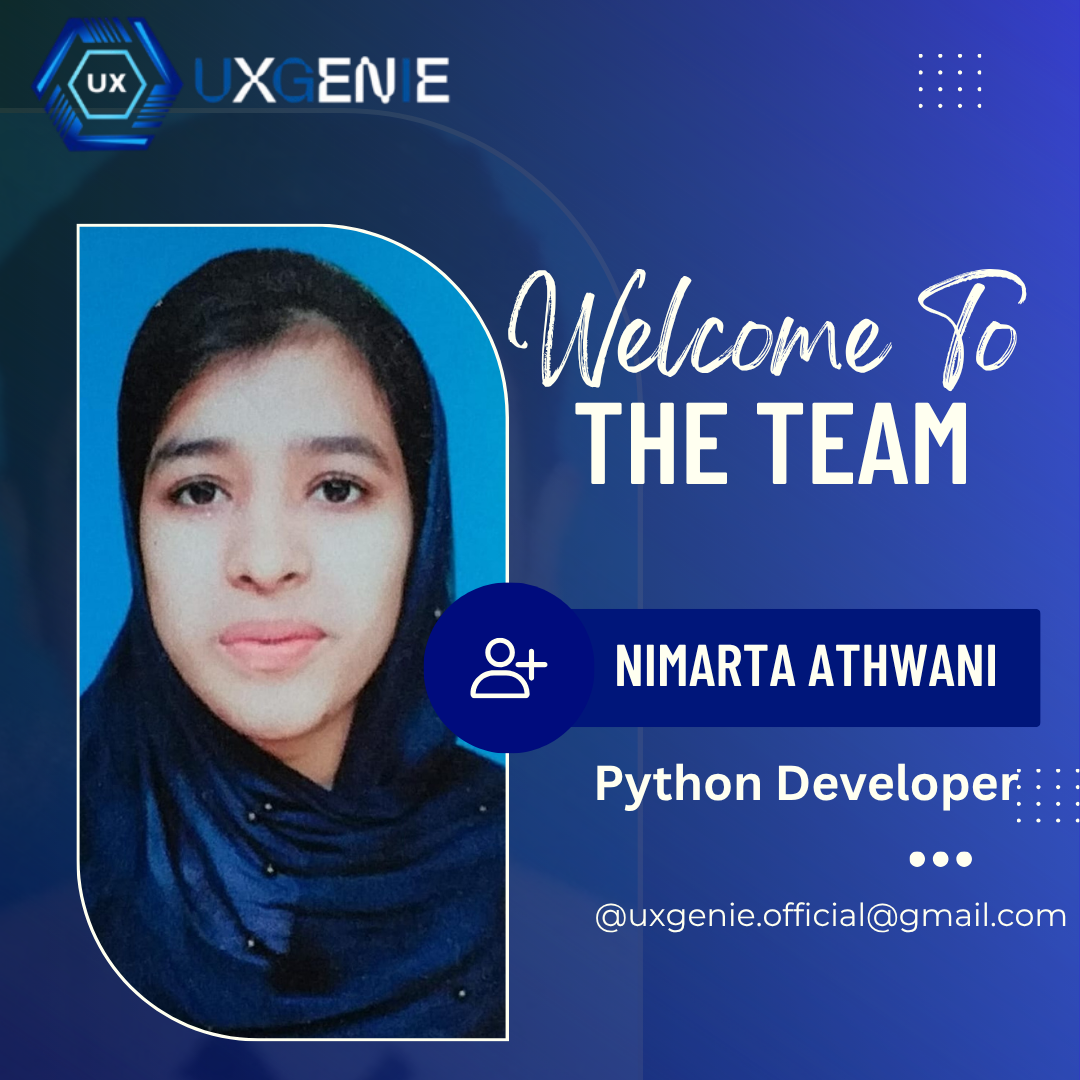 UX
UXGENIE
Welcome To
THE TEAM
NIMARTA ATHWANI
Python Developer
@uxgenie.official@gmail.com